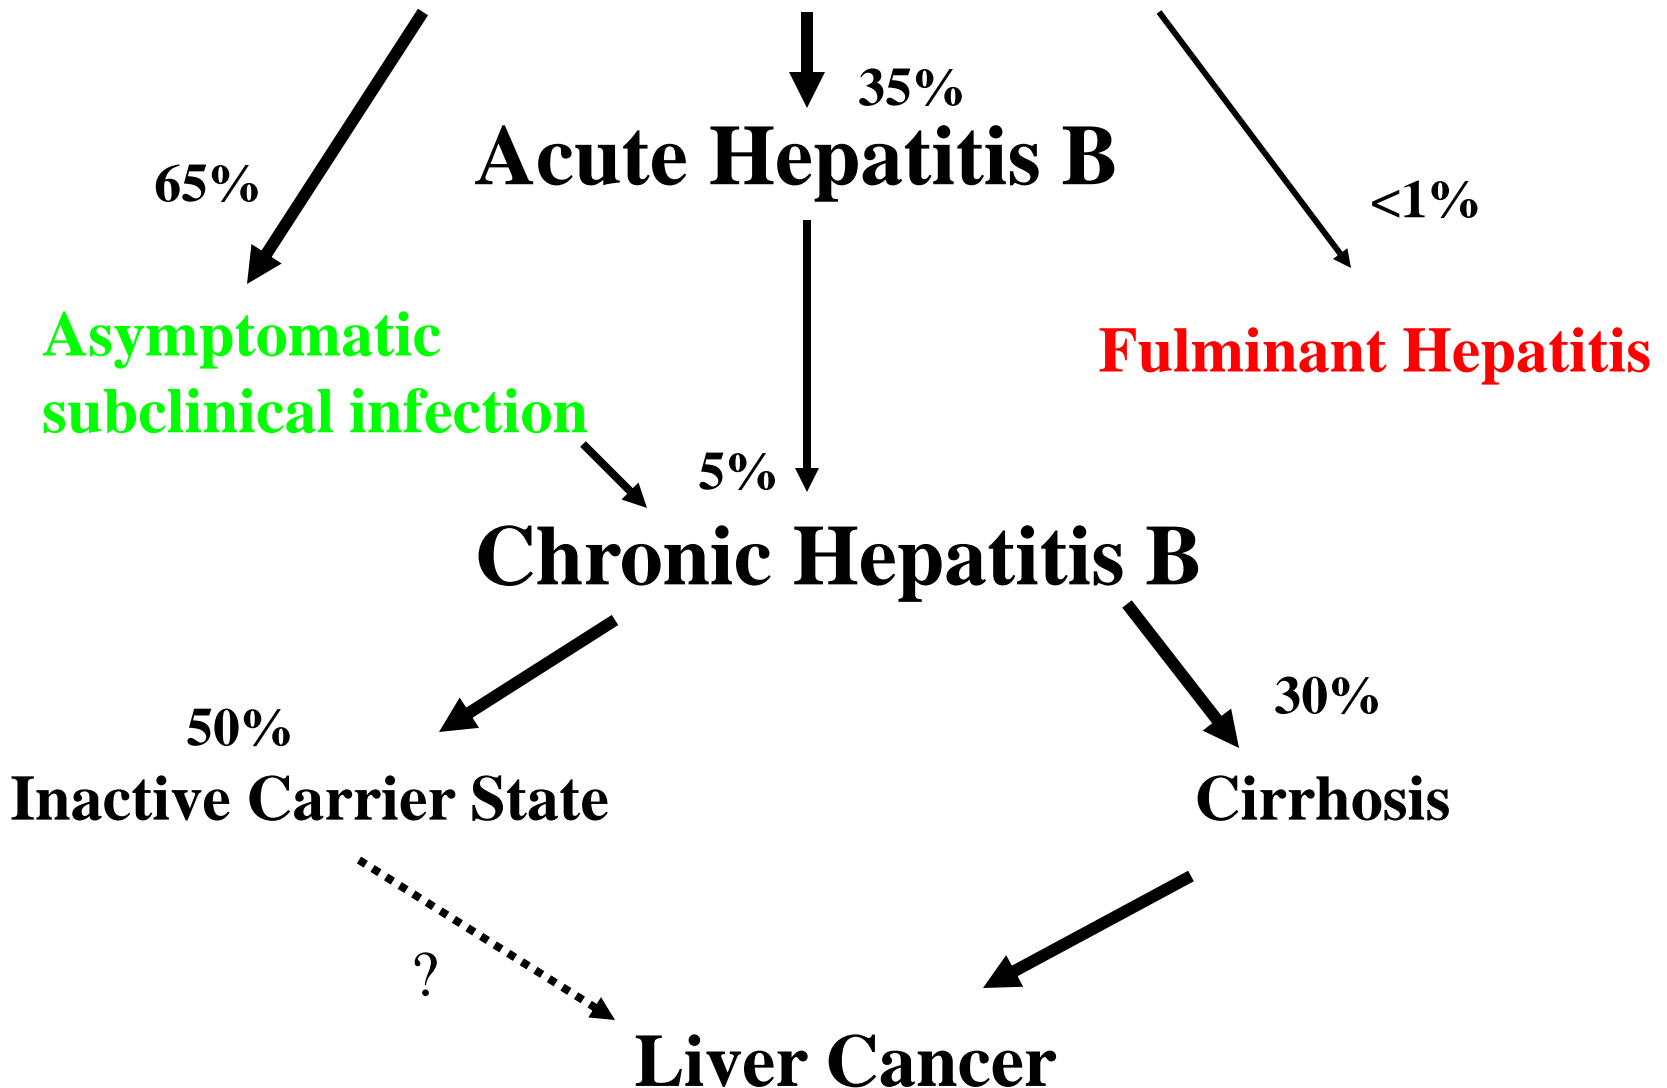 35%
Acute Hepatitis B
65%
<1%
Asymptomatic
subclinical infection
Fulminant Hepatitis
5%
Chronic Hepatitis B
50%
30%
Inactive Carrier State
Cirrhosis
?
Liver Cancer